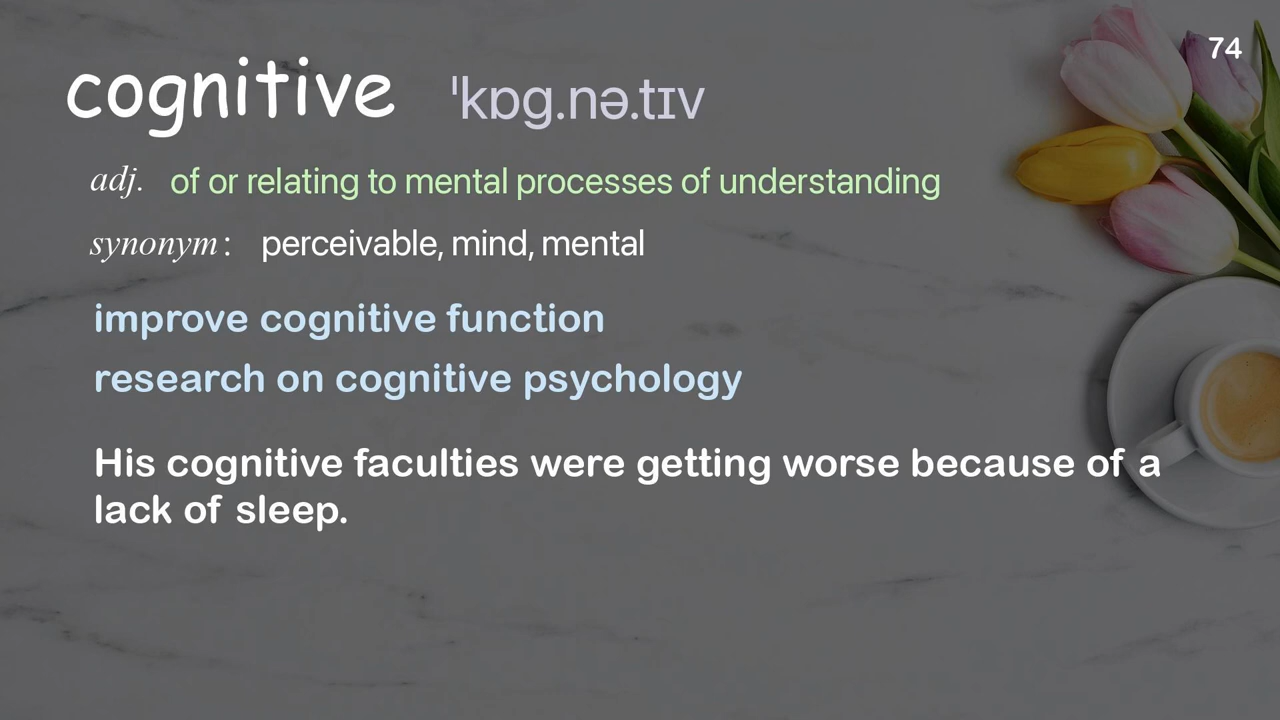 74
cognitive ˈkɒg.nə.tɪv
adj. of or relating to mental processes of understanding
synonym: perceivable, mind, mental
improve cognitive function
research on cognitive psychology
His cognitive faculties were getting worse because of a
lack of sleep.